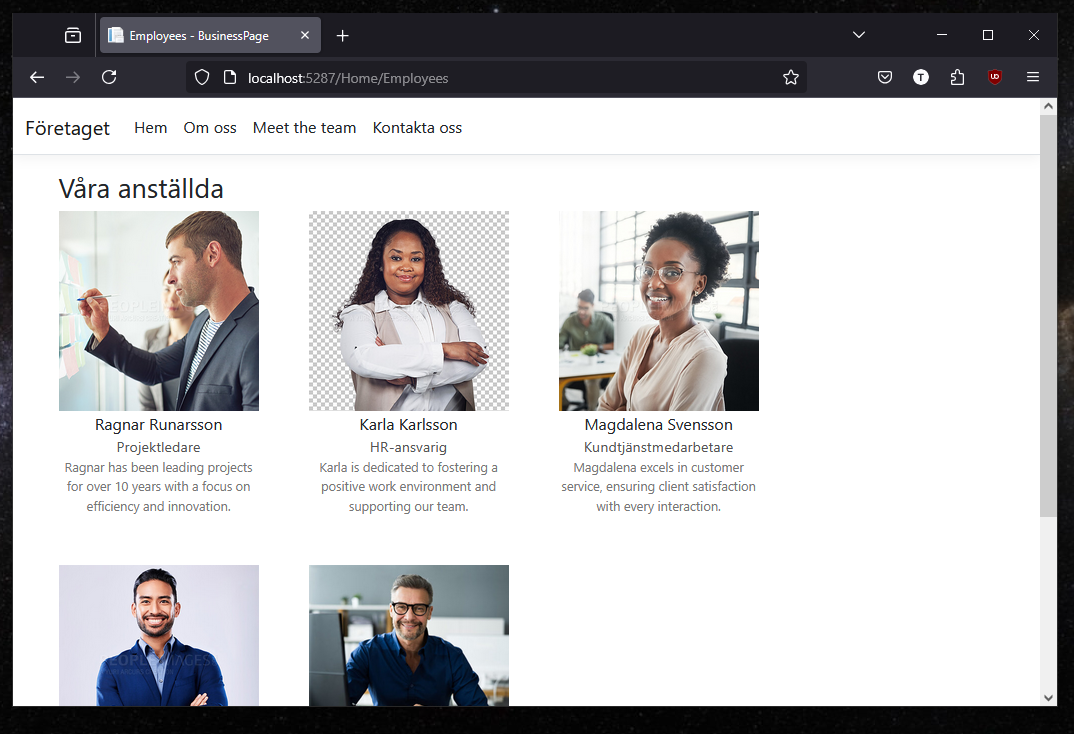 Employees - BusinessPage
localhost:5287/Home/Employees
T
UD
Företaget Hem Om oss Meet the team Kontakta oss
Våra anställda
Ragnar Runarsson
Projektledare
Ragnar has been leading projects
for over 10 years with a focus on
efficiency and innovation.
Karla Karlsson
HR-ansvarig
Karla is dedicated to fostering a
positive work environment and
supporting our team.
Magdalena Svensson
Kundtjänstmedarbetare
Magdalena excels in customer
service, ensuring client satisfaction
with every interaction.